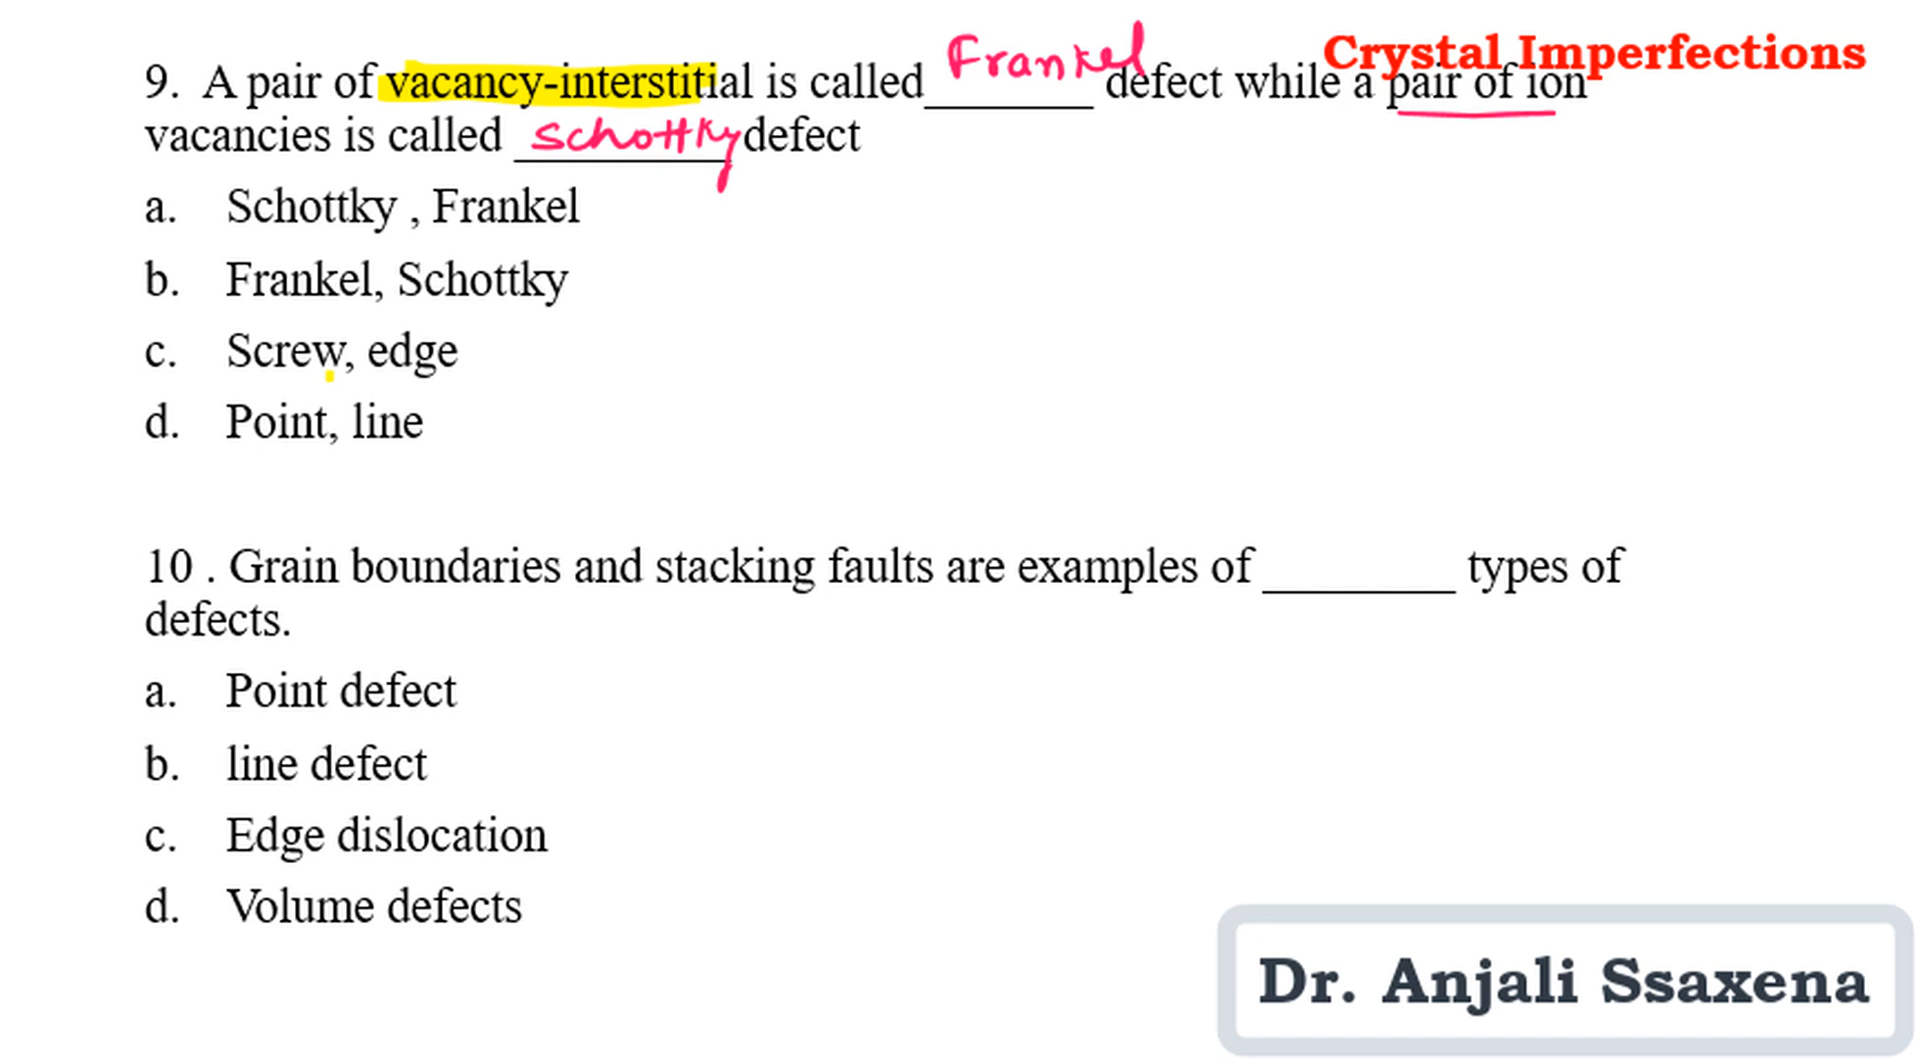 Crystal Imperfections
9. A pair of vacancy-interstitial is called Frankel defect while a pair of ion
vacancies is called schottky defect
a. Schottky , Frankel
b. Frankel, Schottky
c. Screw, edge
d. Point, line
10 . Grain boundaries and stacking faults are examples of ________ types of
defects.
a. Point defect
b. line defect
c. Edge dislocation
d. Volume defects
Dr. Anjali Ssaxena